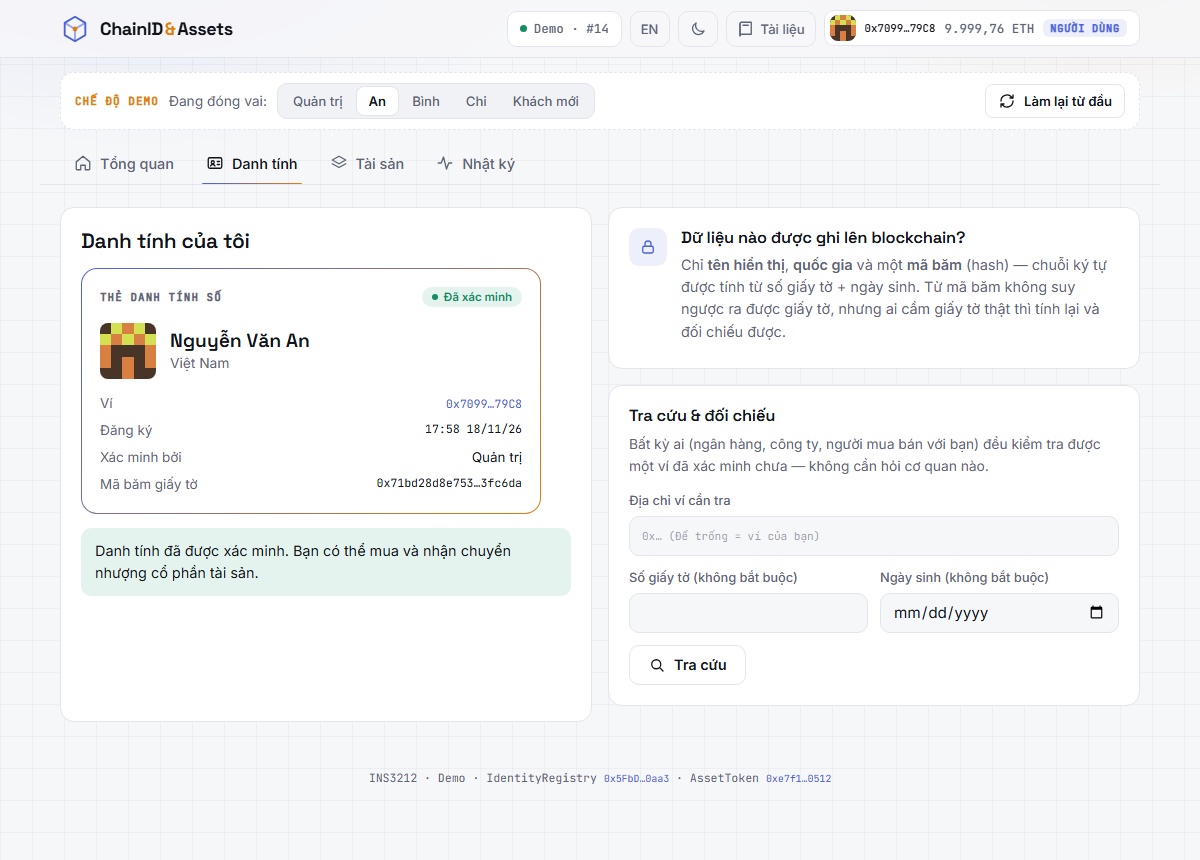 ChainID&Assets
Demo · #14
EN
Tài liệu
0x7099…79C8 9.999,76 ETH NGƯỜI DÙNG
CHẾ ĐỘ DEMO Đang đóng vai: Quản trị An Bình Chi Khách mới
Làm lại từ đầu
Tổng quan Danh tính Tài sản Nhật ký
Danh tính của tôi
THẺ DANH TÍNH SỐ
Đã xác minh
Nguyễn Văn An
Việt Nam
Ví 0x7099…79C8
Đăng ký 17:58 18/11/26
Xác minh bởi Quản trị
Mã băm giấy tờ 0x71bd28d8e753…3fc6da
Danh tính đã được xác minh. Bạn có thể mua và nhận chuyển
nhượng cổ phần tài sản.
Dữ liệu nào được ghi lên blockchain?
Chỉ tên hiển thị, quốc gia và một mã băm (hash) — chuỗi ký tự
được tính từ số giấy tờ + ngày sinh. Từ mã băm không suy
ngược ra được giấy tờ, nhưng ai cầm giấy tờ thật thì tính lại và
đối chiếu được.
Tra cứu & đối chiếu
Bất kỳ ai (ngân hàng, công ty, người mua bán với bạn) đều kiểm tra được
một ví đã xác minh chưa — không cần hỏi cơ quan nào.
Địa chỉ ví cần tra
0x… (Để trống = ví của bạn)
Số giấy tờ (không bắt buộc)
Ngày sinh (không bắt buộc)
mm/dd/yyyy
Tra cứu
INS3212 · Demo · IdentityRegistry 0x5FbD…0aa3 · AssetToken 0xe7f1…0512